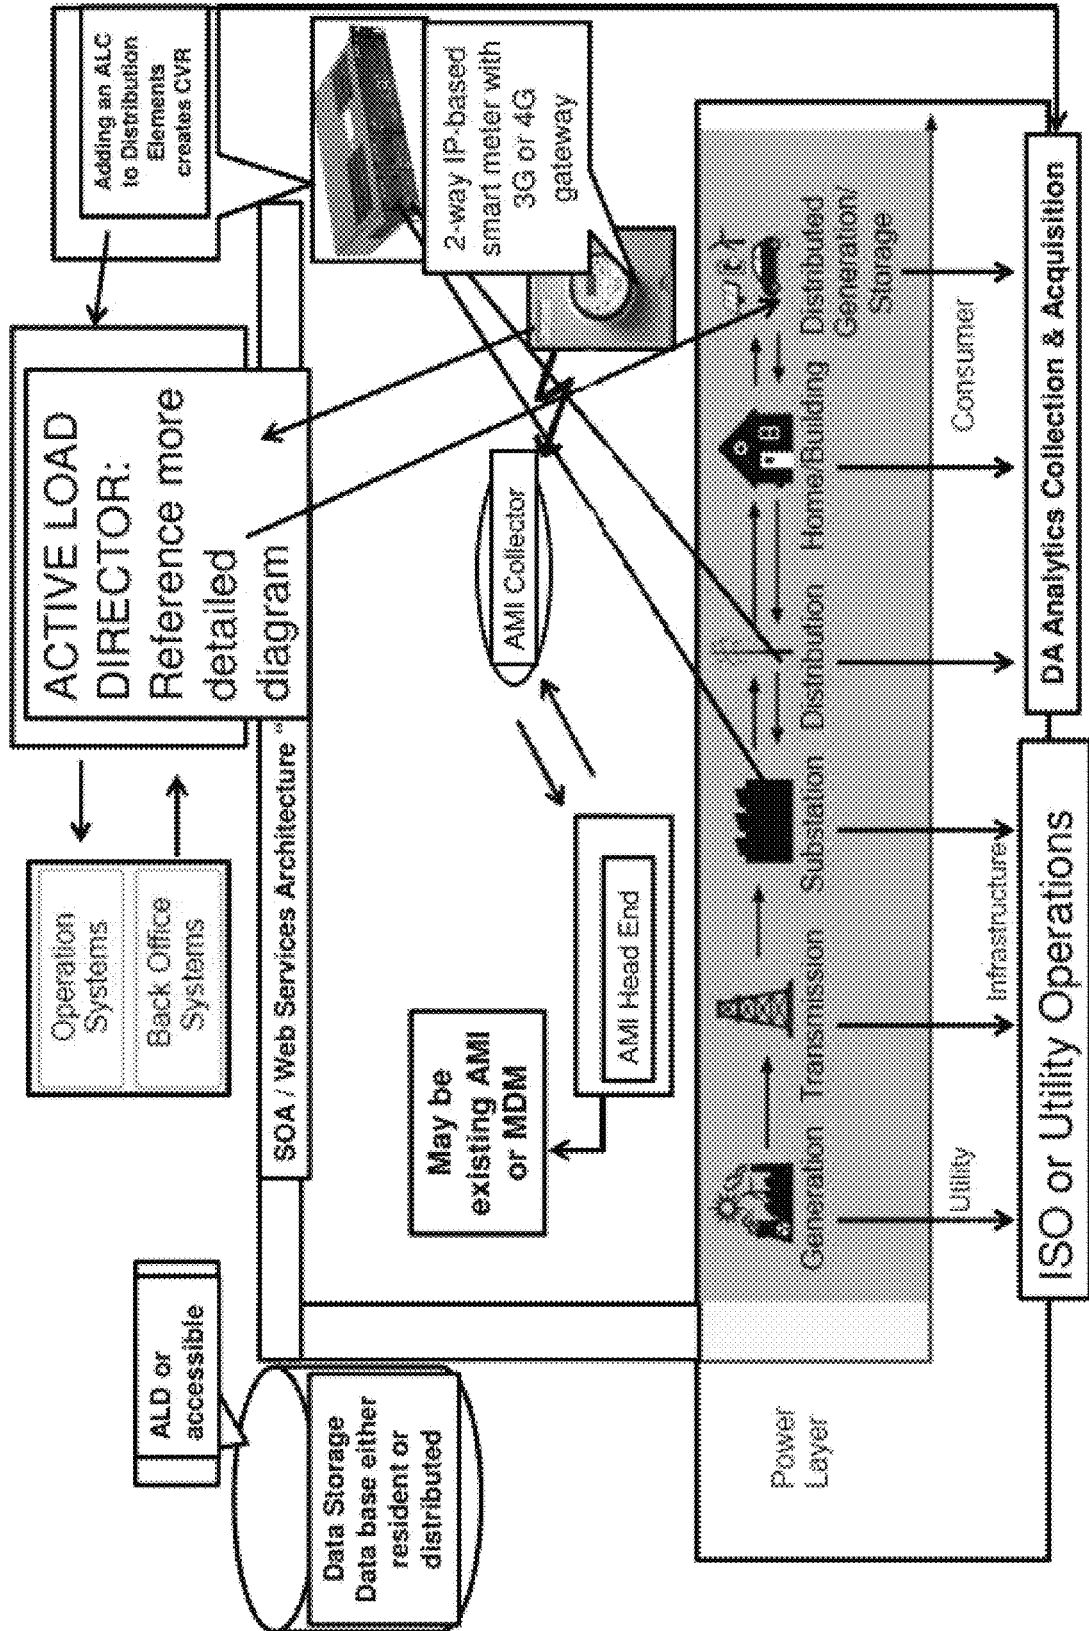 ALD or
accessible
Data Storage
Data base either
resident or
distributed
Operation
Systems
Back Office
Systems
ACTIVE LOAD
DIRECTOR:
Reference more
detailed
diagram
Adding an ALC
to Distribution
Elements
creates CVR
SOA / Web Services Architecture "
2-way IP-based
smart meter with
3G or 4G
gateway
May be
existing AMI
or MDM
AMI Head End
AMI Collector
Power
Layer
Generation Transmission Substation Distribution Home/Building Distributed
Generation/
Storage
Utility
Infrastructure
Consumer
ISO or Utility Operations
DA Analytics Collection & Acquisition